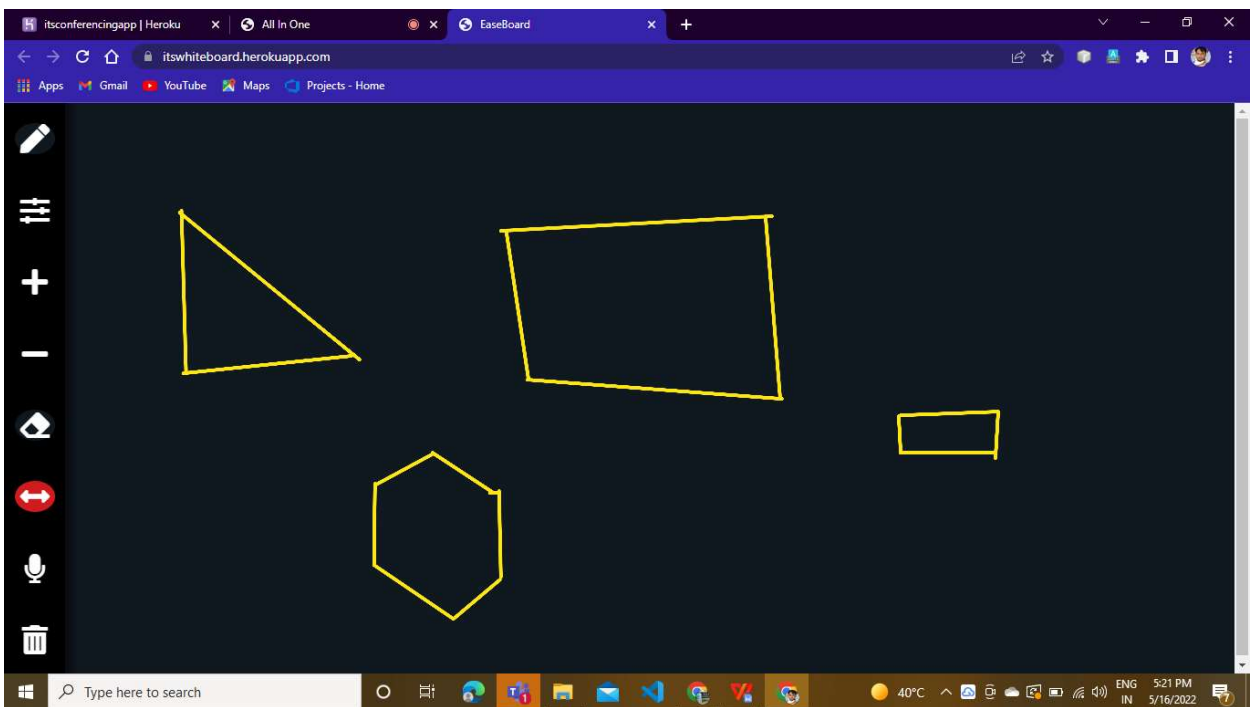 itsconferencingapp | Heroku All In One EaseBoard
itswhiteboard.herokuapp.com
Apps Gmail YouTube Maps Projects - Home
Type here to search 40°C ENG 5:21 PM
IN 5/16/2022